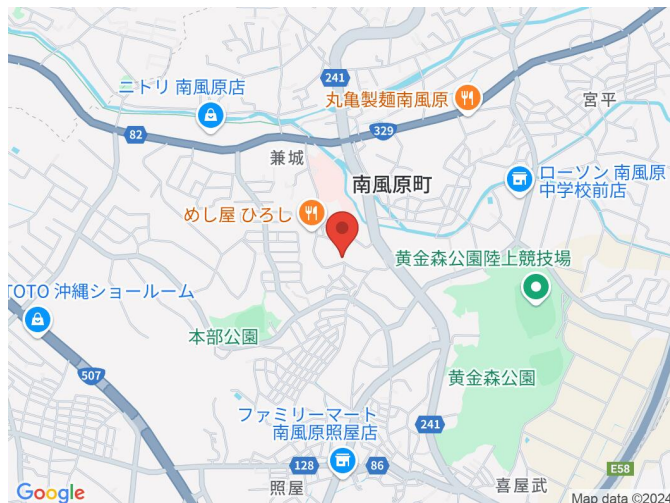 ニトリ 南風原店
241
丸亀製麺南風原
宮平
82
329
兼城
南風原町
ローソン 南風原
中学校前店
めし屋 ひろし
黄金森公園陸上競技場
TOTO 沖縄ショールーム
本部公園
507
黄金森公園
ファミリーマート
南風原照屋店
241
128
86
E58
照屋
喜屋武
Google
Map data ©2024